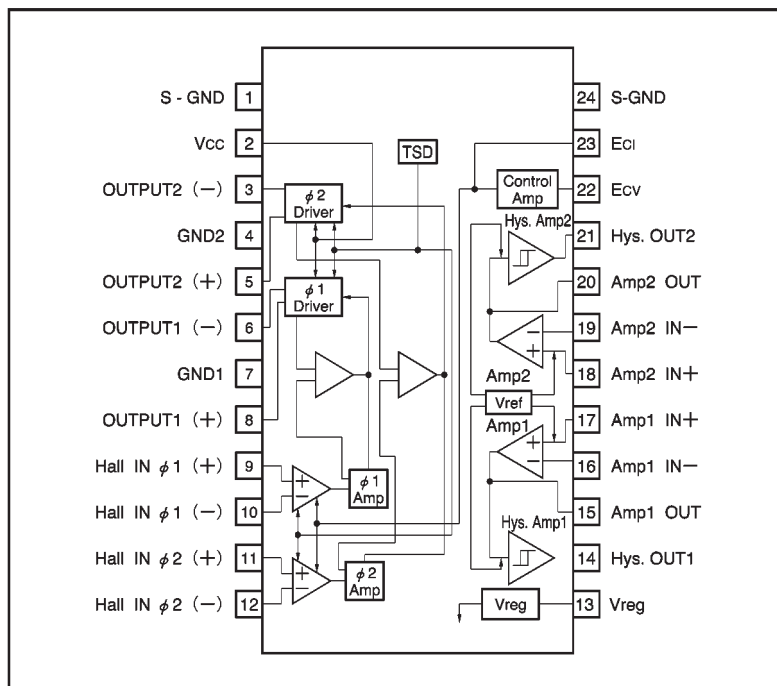 S - GND 1
VCC 2
OUTPUT2 (−) 3
GND2 4
OUTPUT2 (+) 5
OUTPUT1 (−) 6
GND1 7
OUTPUT1 (+) 8
Hall IN φ1 (+) 9
Hall IN φ1 (−) 10
Hall IN φ2 (+) 11
Hall IN φ2 (−) 12
TSD
φ2
Driver
φ1
Driver
+
−
φ1
Amp
+
−
φ2
Amp
24 S-GND
23 ECI
Control
Amp
22 ECV
Hys. Amp2
21 Hys. OUT2
20 Amp2 OUT
−
+
19 Amp2 IN−
18 Amp2 IN+
Amp2
Vref
Amp1
+
−
17 Amp1 IN+
16 Amp1 IN−
15 Amp1 OUT
Hys. Amp1
14 Hys. OUT1
Vreg
13 Vreg